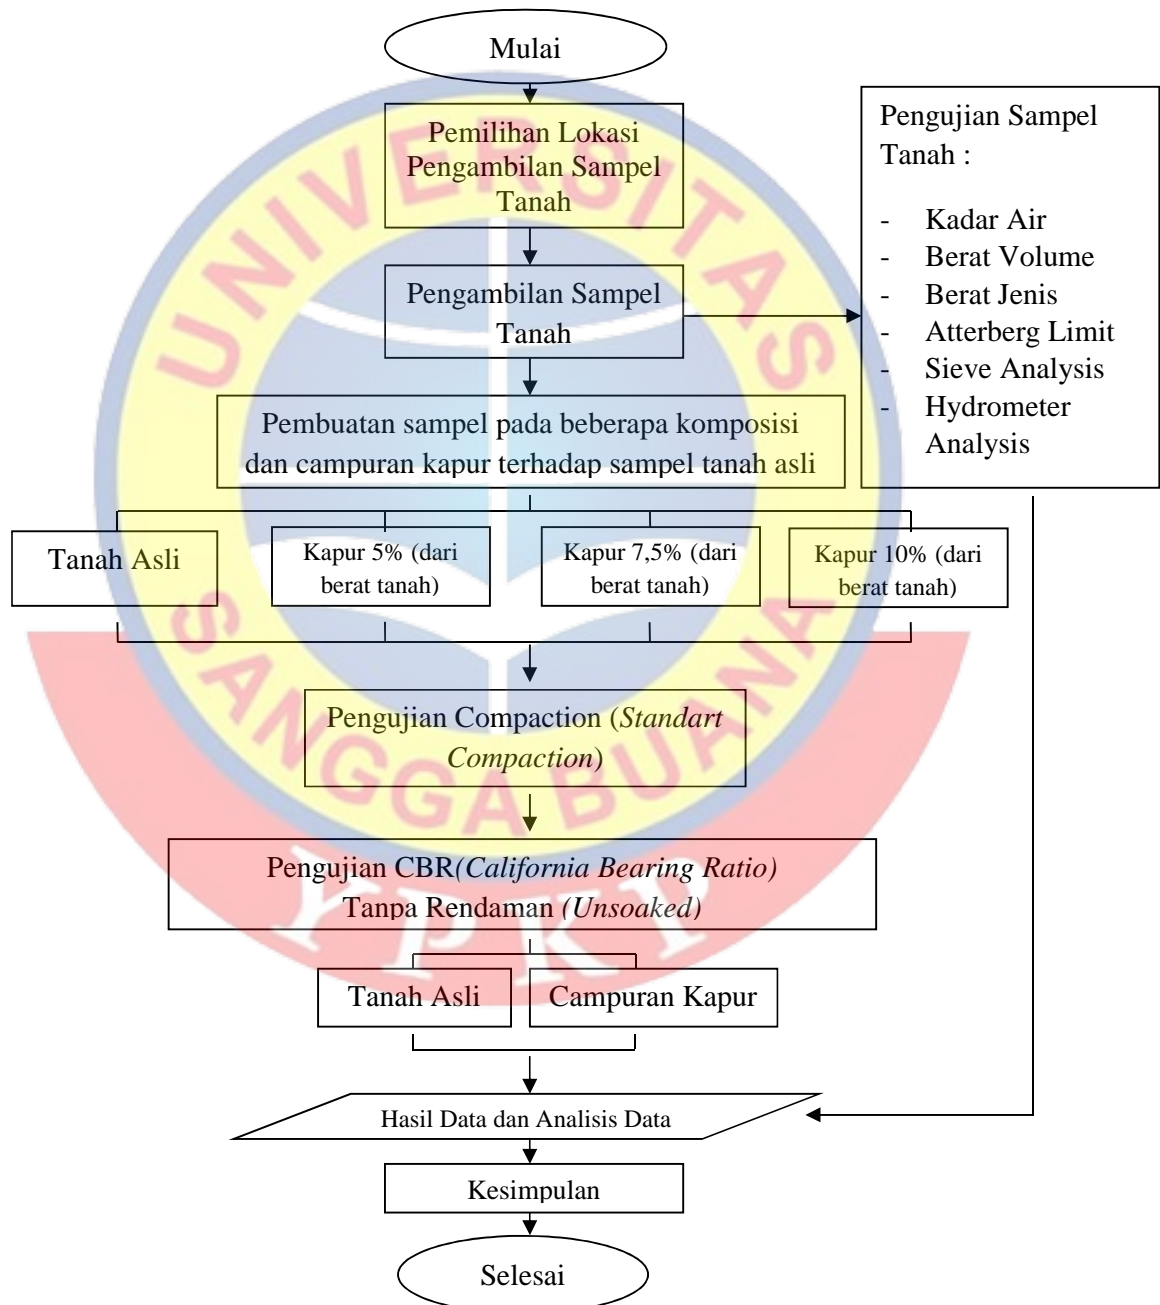 Mulai
Pemilihan Lokasi
Pengambilan Sampel
Tanah
Pengambilan Sampel
Tanah
Pengujian Sampel
Tanah :
- Kadar Air
- Berat Volume
- Berat Jenis
- Atterberg Limit
- Sieve Analysis
- Hydrometer
Analysis
Pembuatan sampel pada beberapa komposisi
dan campuran kapur terhadap sampel tanah asli
Tanah Asli
Kapur 5% (dari
berat tanah)
Kapur 7,5% (dari
berat tanah)
Kapur 10% (dari
berat tanah)
Pengujian Compaction (Standart
Compaction)
Pengujian CBR(California Bearing Ratio)
Tanpa Rendaman (Unsoaked)
Tanah Asli
Campuran Kapur
Hasil Data dan Analisis Data
Kesimpulan
Selesai
UNIVERSITAS
SANGGA BUANA
YPKP